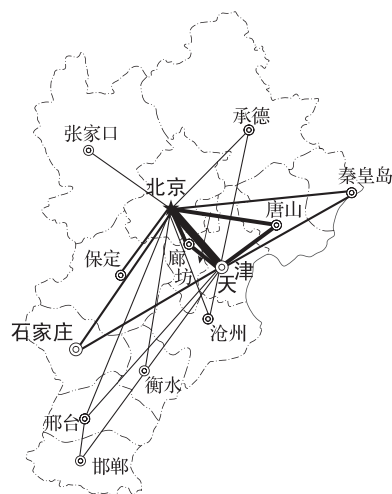 承德
张家口
秦皇岛
北京
唐山
保定
廊
坊
天津
石家庄
沧州
衡水
邢台
邯郸